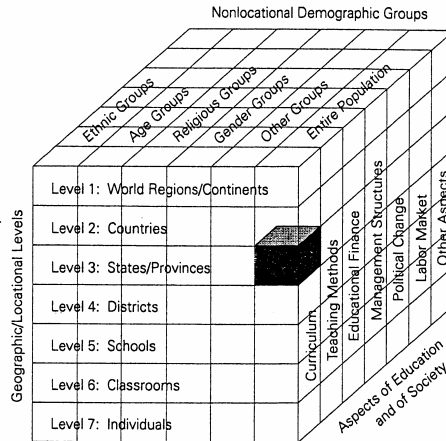 Nonlocational Demographic Groups
Ethnic Groups
Age Groups
Religious Groups
Gender Groups
Other Groups
Entire Population
Geographic/Locational Levels
Level 1: World Regions/Continents
Level 2: Countries
Level 3: States/Provinces
Level 4: Districts
Level 5: Schools
Level 6: Classrooms
Level 7: Individuals
Curriculum
Teaching Methods
Educational Finance
Management Structures
Political Change
Labor Market
Other Aspects
Aspects of Education
and of Society